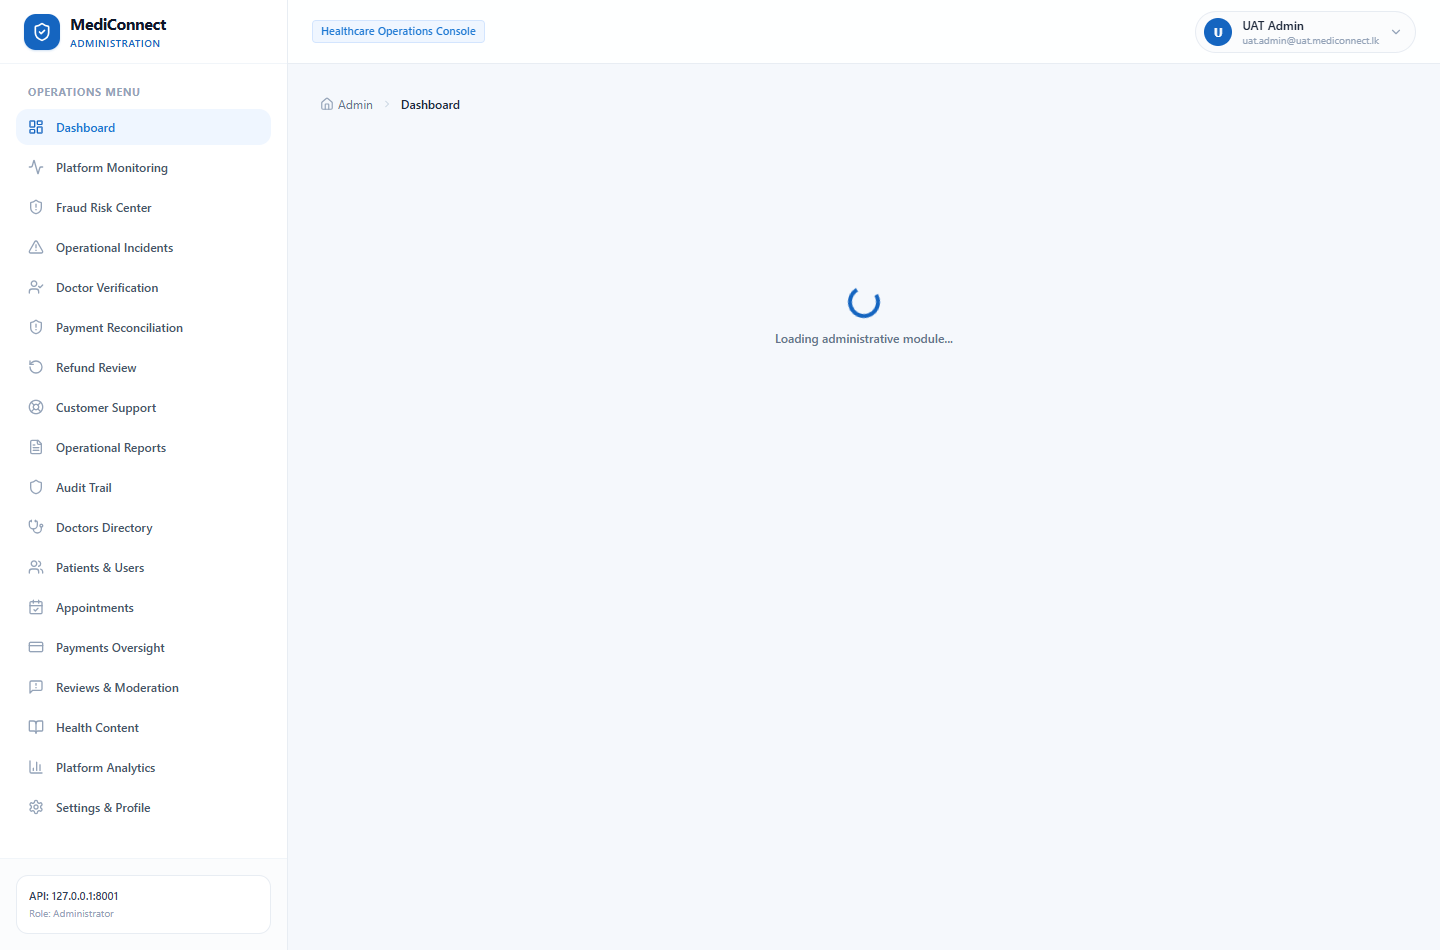 MediConnect
ADMINISTRATION
Healthcare Operations Console
U
UAT Admin
uat.admin@uat.mediconnect.lk
OPERATIONS MENU
Dashboard
Platform Monitoring
Fraud Risk Center
Operational Incidents
Doctor Verification
Payment Reconciliation
Refund Review
Customer Support
Operational Reports
Audit Trail
Doctors Directory
Patients & Users
Appointments
Payments Oversight
Reviews & Moderation
Health Content
Platform Analytics
Settings & Profile
API: 127.0.0.1:8001
Role: Administrator
Admin
Dashboard
Loading administrative module...